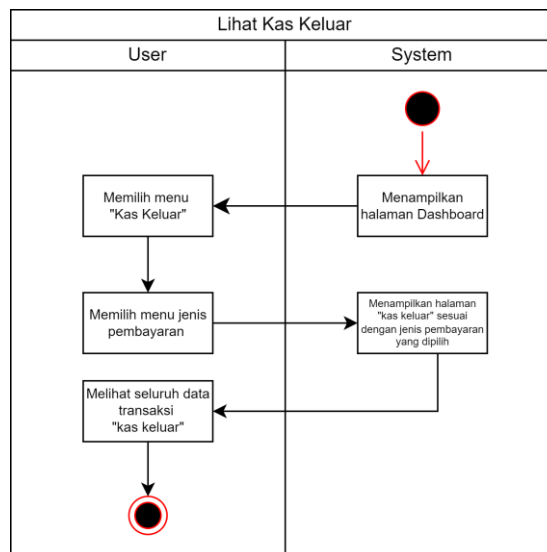 Lihat Kas Keluar
User
System
Menampilkan
halaman Dashboard
Memilih menu
"Kas Keluar"
Memilih menu jenis
pembayaran
Menampilkan halaman
"kas keluar" sesuai
dengan jenis pembayaran
yang dipilih
Melihat seluruh data
transaksi
"kas keluar"